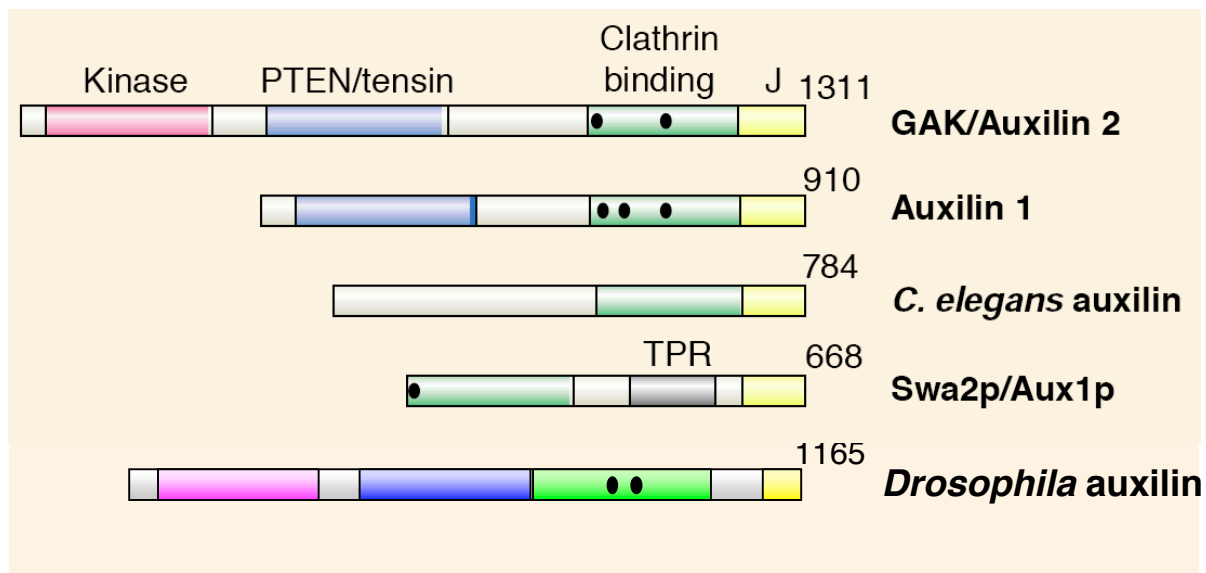 Clathrin
Kinase PTEN/tensin binding J 1311
GAK/Auxilin 2
910
Auxilin 1
784
C. elegans auxilin
TPR 668
Swa2p/Aux1p
1165
Drosophila auxilin